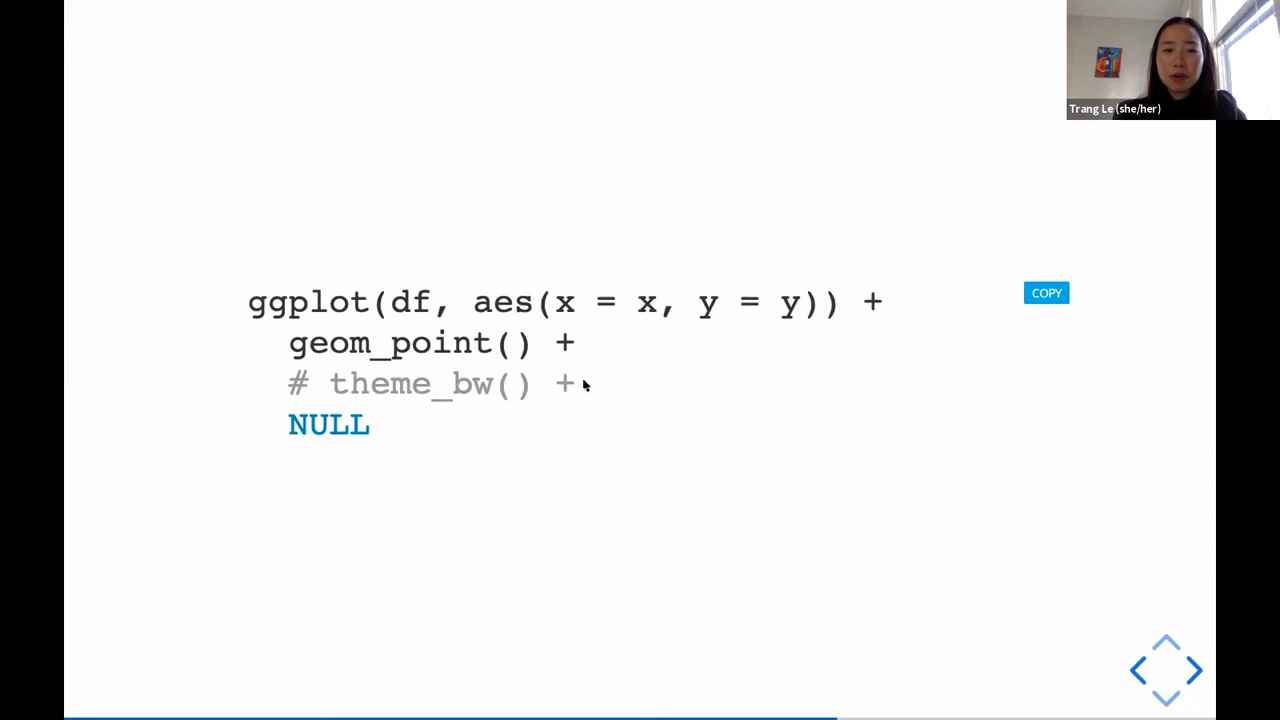 Trang Le (she/her)
ggplot(df, aes(x = x, y = y)) +
  geom_point() +
  # theme_bw() +
  NULL
COPY